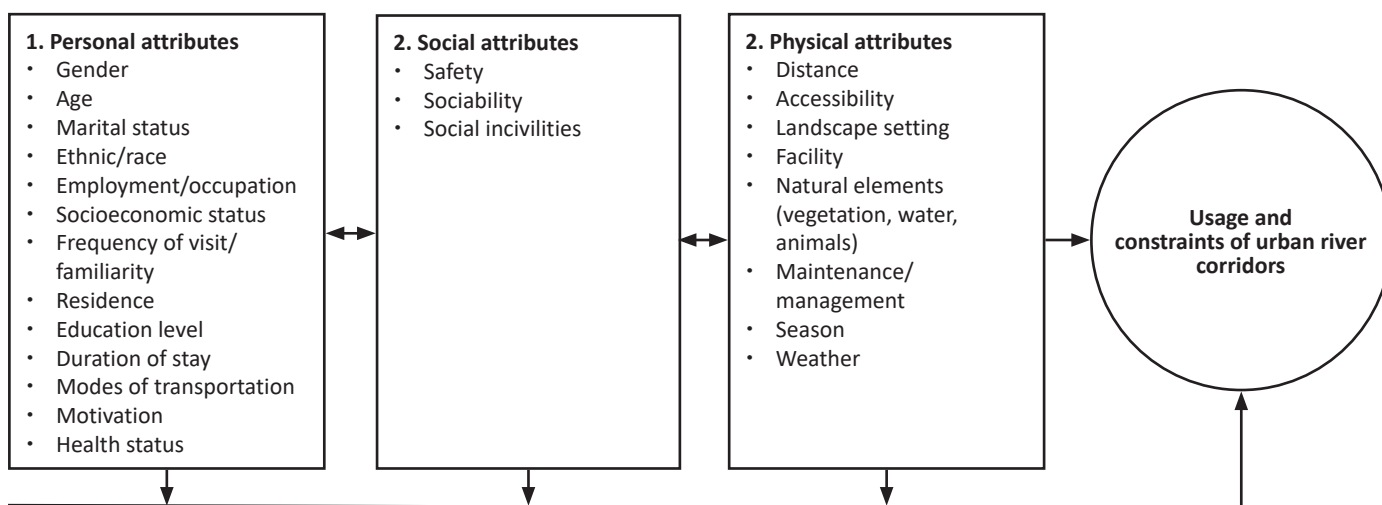 1. Personal attributes
· Gender
· Age
· Marital status
· Ethnic/race
· Employment/occupation
· Socioeconomic status
· Frequency of visit/
familiarity
· Residence
· Education level
· Duration of stay
· Modes of transportation
· Motivation
· Health status
2. Social attributes
· Safety
· Sociability
· Social incivilities
2. Physical attributes
· Distance
· Accessibility
· Landscape setting
· Facility
· Natural elements
(vegetation, water,
animals)
· Maintenance/
management
· Season
· Weather
Usage and
constraints of urban river
corridors